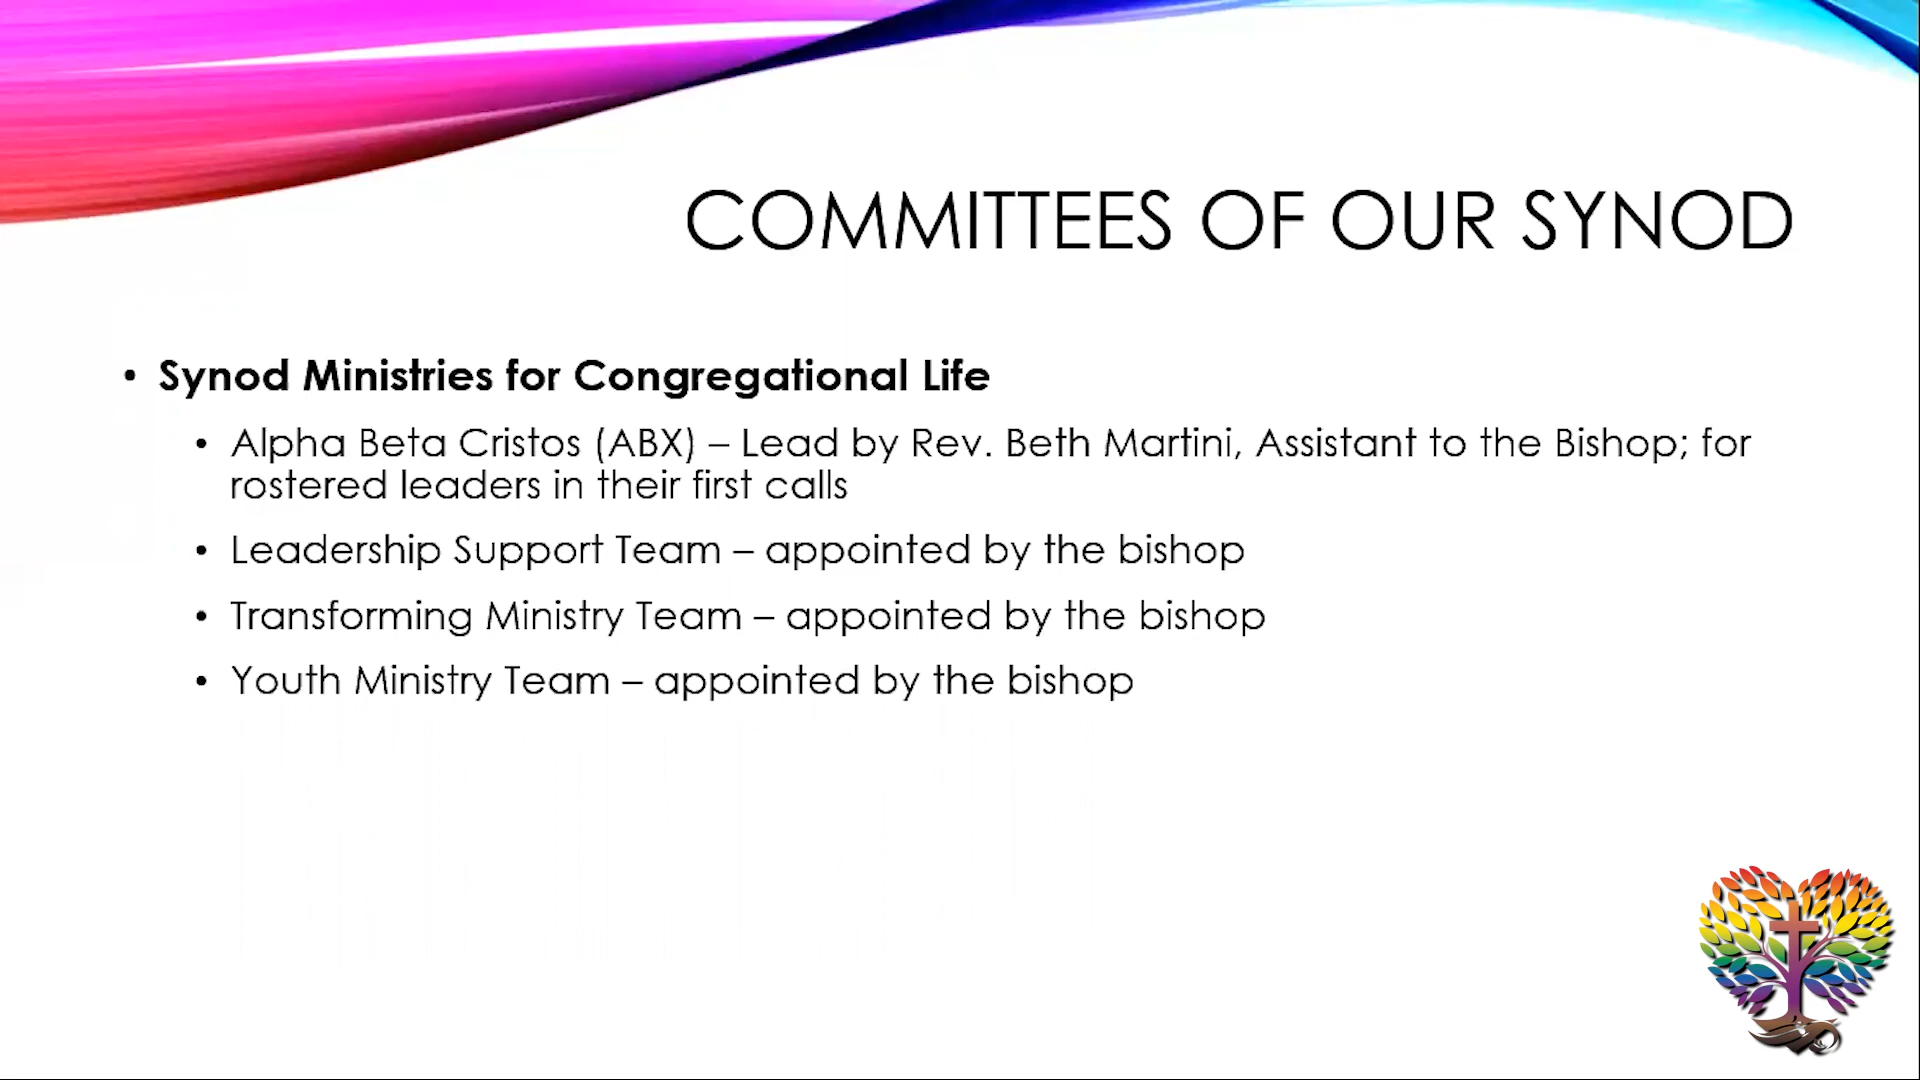 COMMITTEES OF OUR SYNOD
• Synod Ministries for Congregational Life
• Alpha Beta Cristos (ABX) – Lead by Rev. Beth Martini, Assistant to the Bishop; for
rostered leaders in their first calls
• Leadership Support Team – appointed by the bishop
• Transforming Ministry Team – appointed by the bishop
• Youth Ministry Team – appointed by the bishop